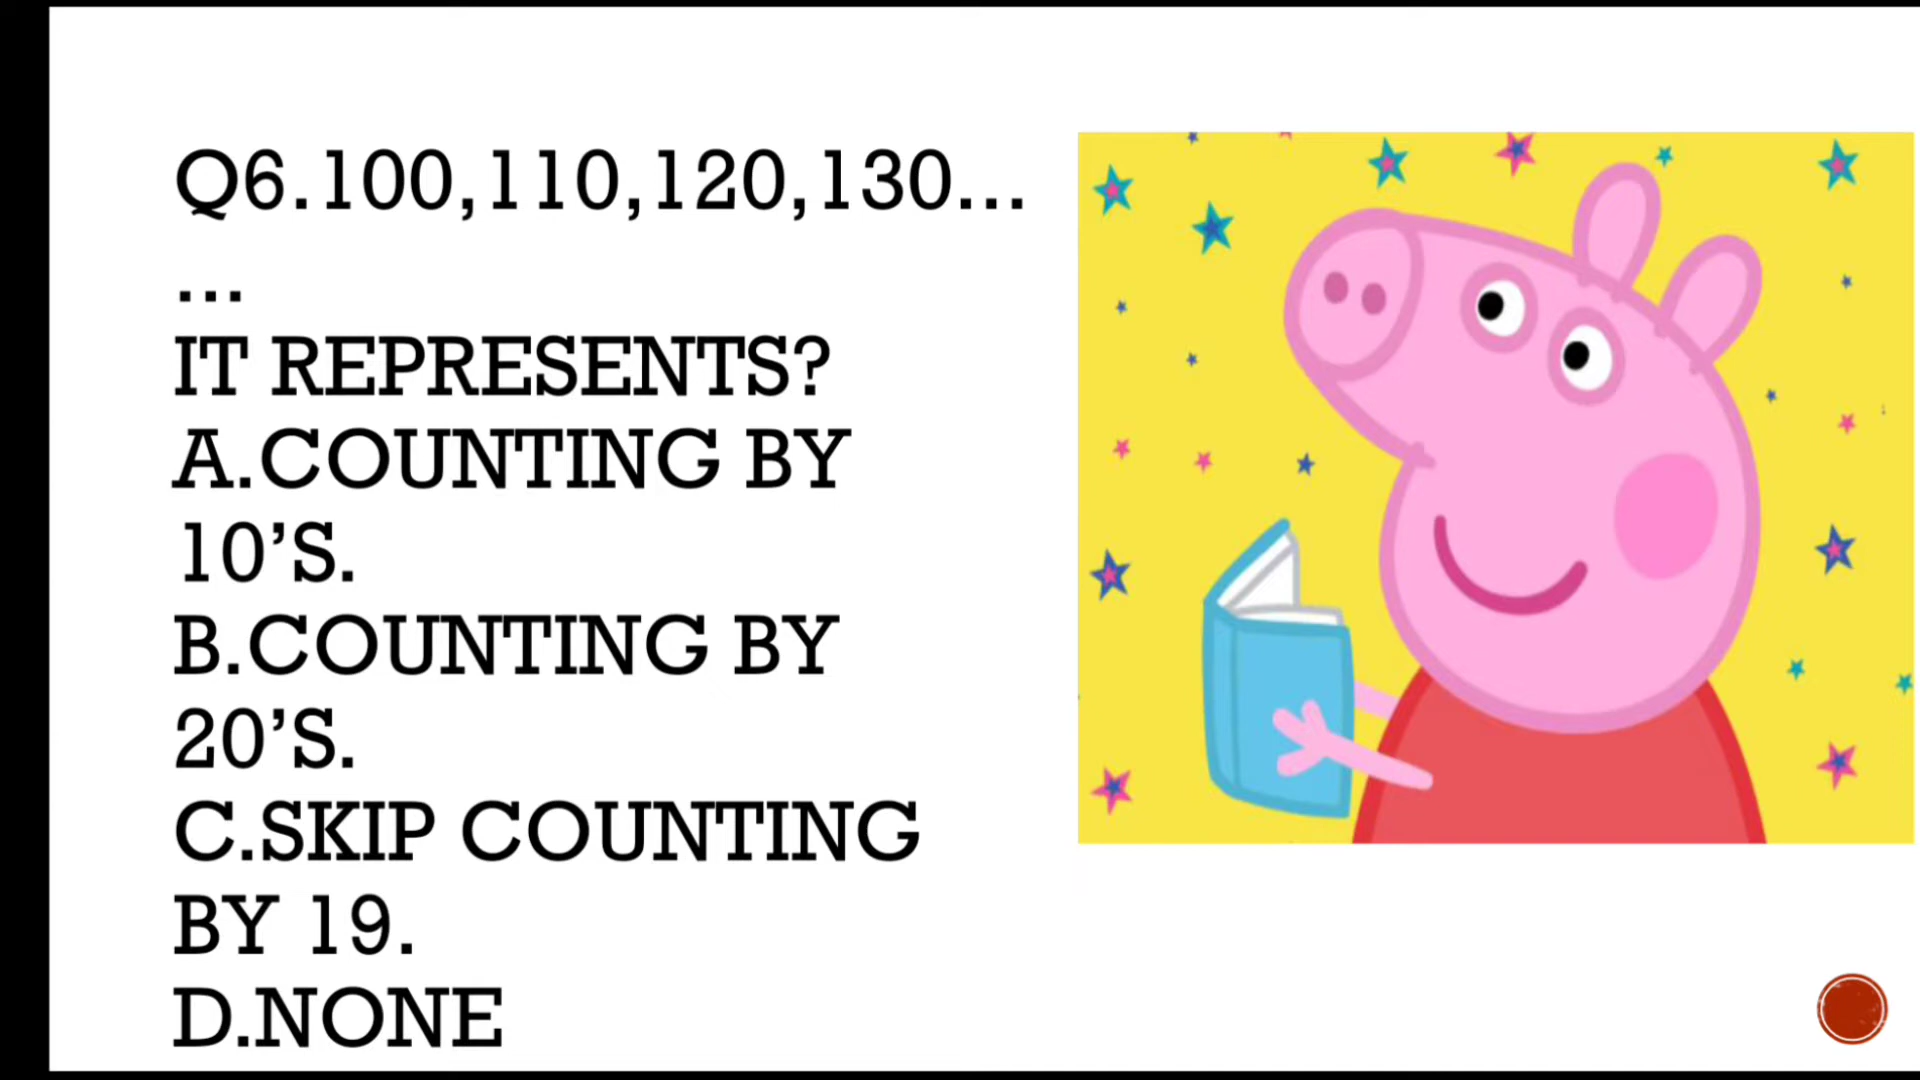 Q6.100,110,120,130...
...
IT REPRESENTS?
A.COUNTING BY
10’S.
B.COUNTING BY
20’S.
C.SKIP COUNTING
BY 19.
D.NONE